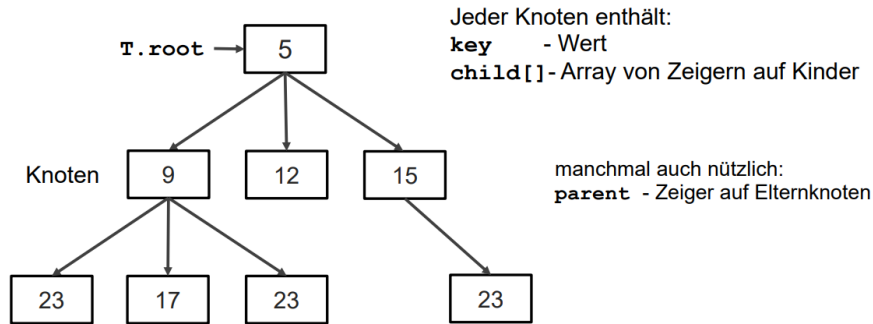 Jeder Knoten enthält:
T.root
5
key - Wert
child[]- Array von Zeigern auf Kinder
Knoten
9
12
15
manchmal auch nützlich:
parent - Zeiger auf Elternknoten
23
17
23
23